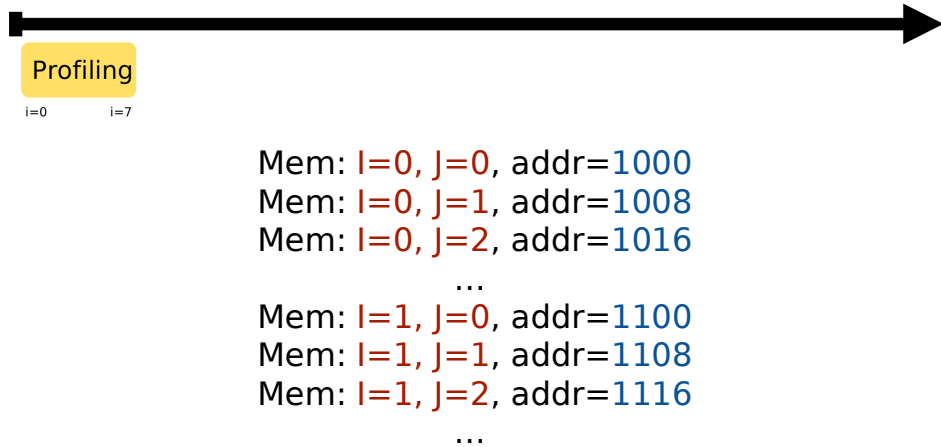 Profiling
i=0 i=7
Mem: I=0, J=0, addr=1000
Mem: I=0, J=1, addr=1008
Mem: I=0, J=2, addr=1016
...
Mem: I=1, J=0, addr=1100
Mem: I=1, J=1, addr=1108
Mem: I=1, J=2, addr=1116
...